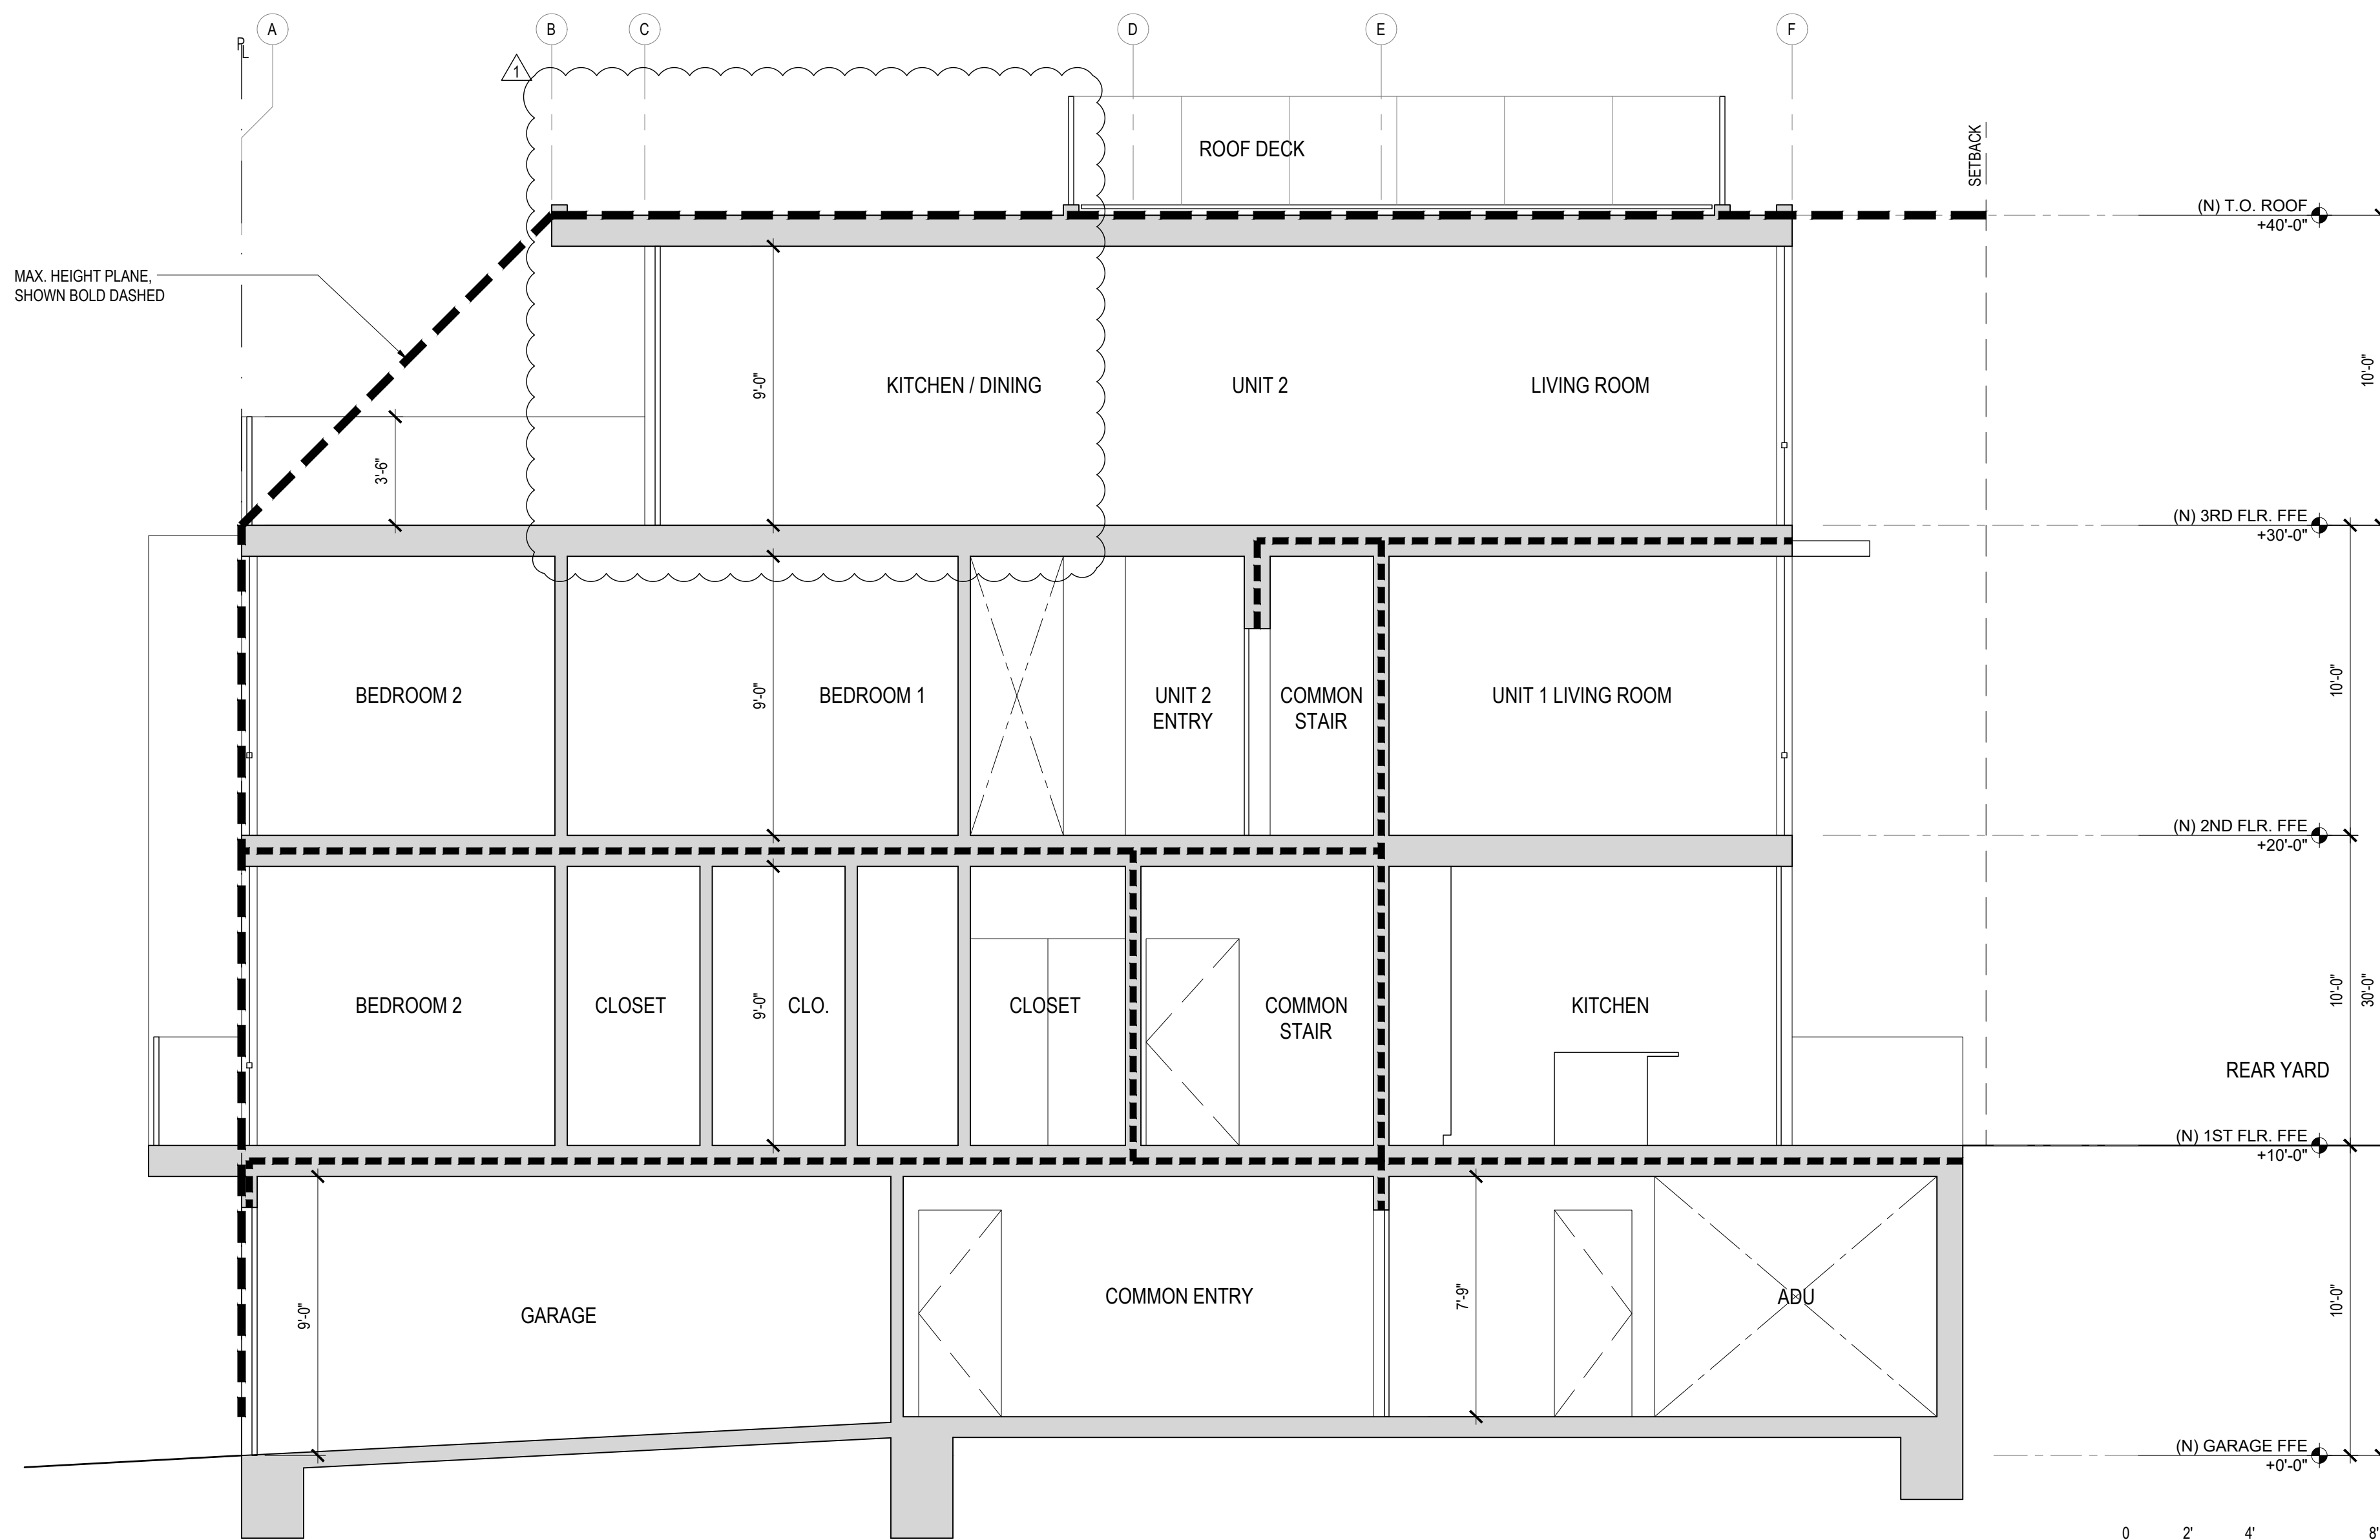 A
B
C
D
E
F
PL
1
ROOF DECK
SETBACK
(N) T.O. ROOF
+40'-0"
MAX. HEIGHT PLANE,
SHOWN BOLD DASHED
9'-0"
KITCHEN / DINING
UNIT 2
LIVING ROOM
10'-0"
3'-6"
(N) 3RD FLR. FFE
+30'-0"
BEDROOM 2
9'-0"
BEDROOM 1
UNIT 2
ENTRY
COMMON
STAIR
UNIT 1 LIVING ROOM
10'-0"
(N) 2ND FLR. FFE
+20'-0"
BEDROOM 2
CLOSET
9'-0"
CLO.
CLOSET
COMMON
STAIR
KITCHEN
10'-0"
30'-0"
REAR YARD
(N) 1ST FLR. FFE
+10'-0"
9'-0"
GARAGE
COMMON ENTRY
7'-9"
ADU
10'-0"
(N) GARAGE FFE
+0'-0"
0 2' 4' 8'